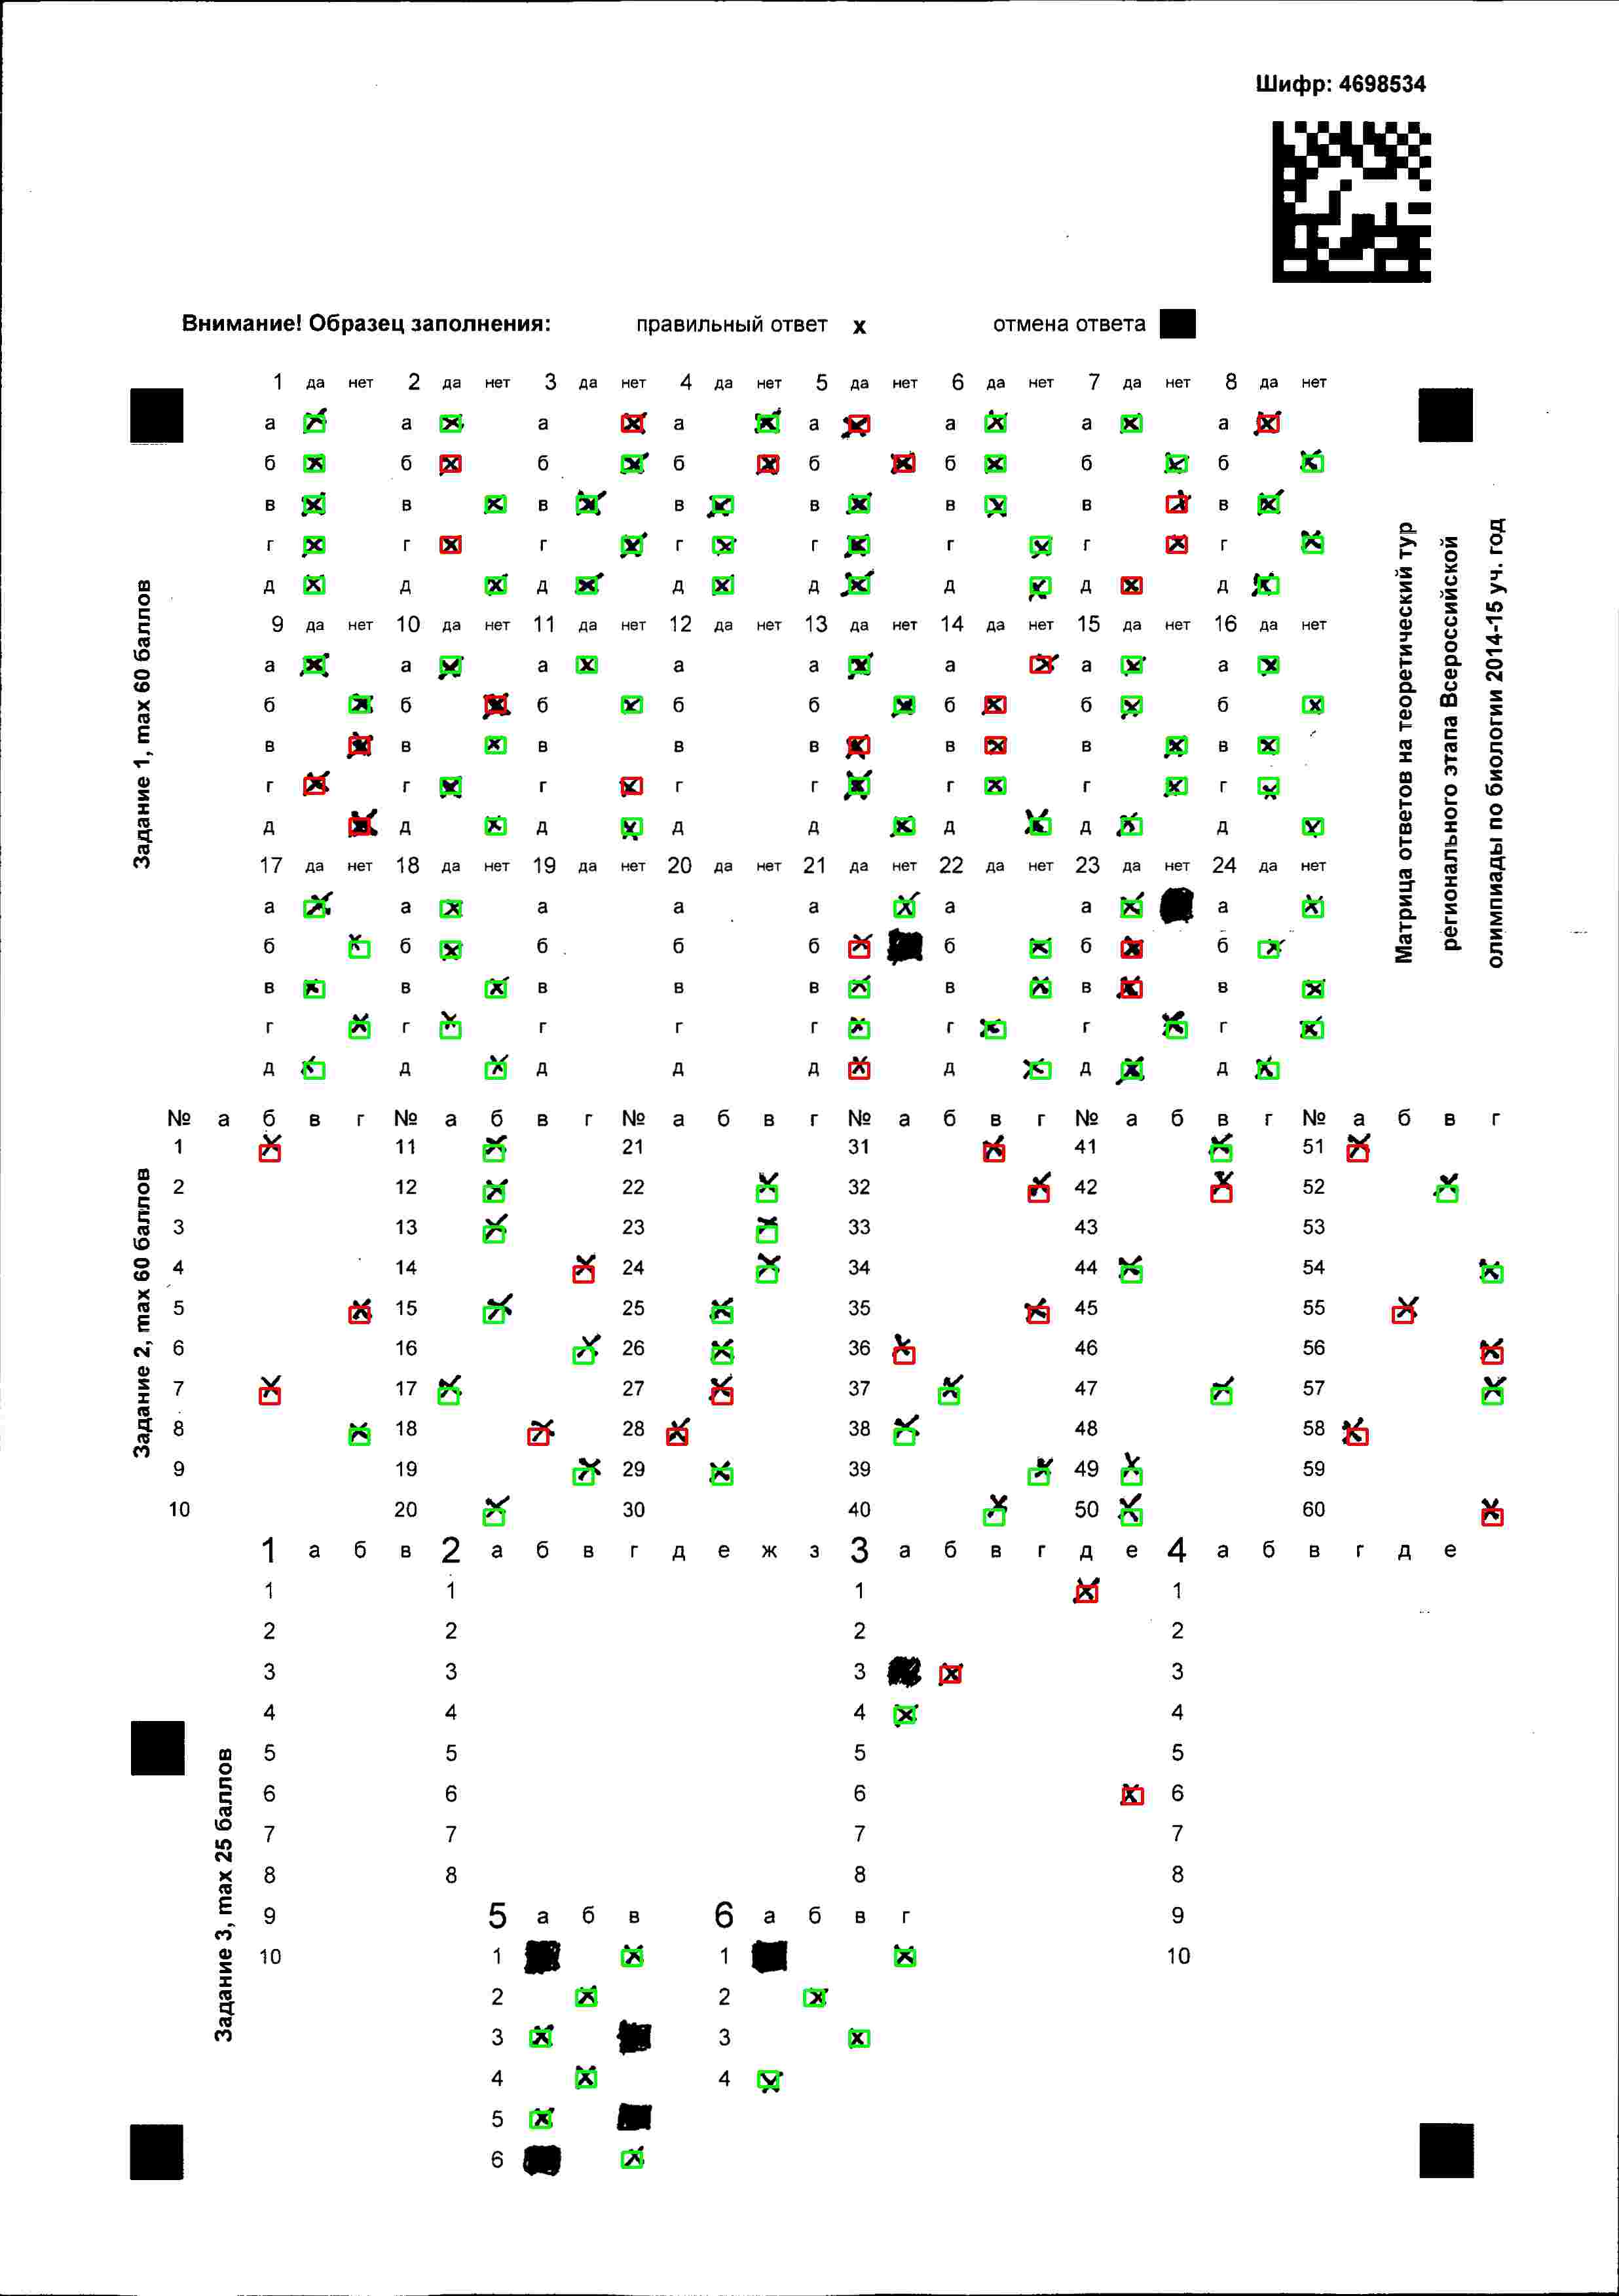 Шифр: 4698534
Внимание! Образец заполнения: правильный ответ x отмена ответа
1 да нет 2 да нет 3 да нет 4 да нет 5 да нет 6 да нет 7 да нет 8 да нет
а а а а а а а а
б б б б б б б б
в в в в в в в в
г г г г г г г г
д д д д д д д д
9 да нет 10 да нет 11 да нет 12 да нет 13 да нет 14 да нет 15 да нет 16 да нет
а а а а а а а а
б б б б б б б б
в в в в в в в в
г г г г г г г г
д д д д д д д д
17 да нет 18 да нет 19 да нет 20 да нет 21 да нет 22 да нет 23 да нет 24 да нет
а а а а а а а а
б б б б б б б б
в в в в в в в в
г г г г г г г г
д д д д д д д д
Задание 1, max 60 баллов
Матрица ответов на теоретический тур
регионального этапа Всероссийской
олимпиады по биологии 2014-15 уч. год
№ а б в г № а б в г № а б в г № а б в г № а б в г № а б в г
1 11 21 31 41 51
2 12 22 32 42 52
3 13 23 33 43 53
4 14 24 34 44 54
5 15 25 35 45 55
6 16 26 36 46 56
7 17 27 37 47 57
8 18 28 38 48 58
9 19 29 39 49 59
10 20 30 40 50 60
Задание 2, max 60 баллов
1 а б в 2 а б в г д е ж з 3 а б в г д е 4 а б в г д е
1 1 1 1
2 2 2 2
3 3 3 3
4 4 4 4
5 5 5 5
6 6 6 6
7 7 7 7
8 8 8 8
9 5 а б в 6 а б в г 9
10 1 1 10
2 2
3 3
4 4
5
6
Задание 3, max 25 баллов